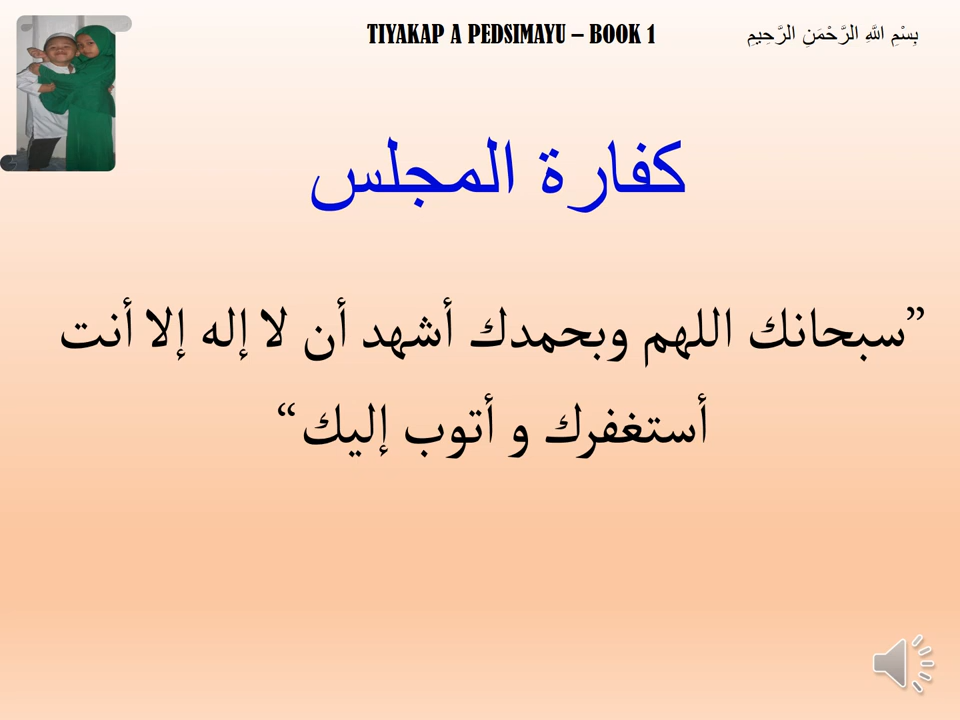 TIYAKAP A PEDSIMAYU – BOOK 1
بِسْمِ اللَّهِ الرَّحْمَنِ الرَّحِيمِ
كفارة المجلس
”سبحانك اللهم وبحمدك أشهد أن لا إله إلا أنت
أستغفرك و أتوب إليك“